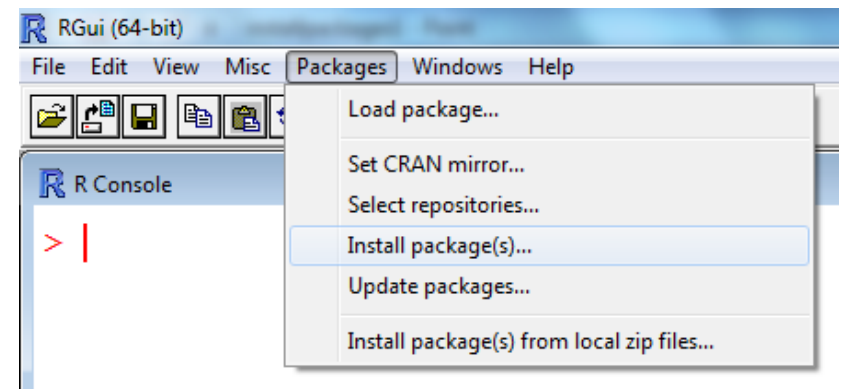 RGui (64-bit)
File Edit View Misc Packages Windows Help
Load package...
Set CRAN mirror...
Select repositories...
Install package(s)...
Update packages...
Install package(s) from local zip files...
R Console
>